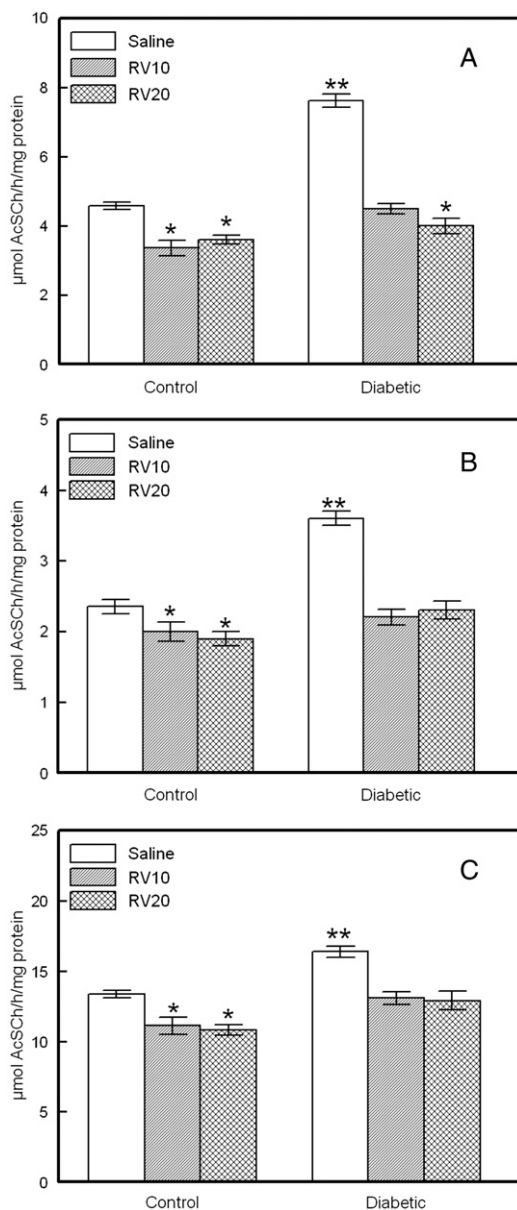 10
Saline
RV10
RV20
A
**
8
6
4
2
0
*
*
*
µmol AcSCh/h/mg protein
Control
Diabetic
5
Saline
RV10
RV20
B
**
4
3
2
1
0
*
*
µmol AcSCh/h/mg protein
Control
Diabetic
25
Saline
RV10
RV20
C
**
20
15
10
5
0
*
*
µmol AcSCh/h/mg protein
Control
Diabetic